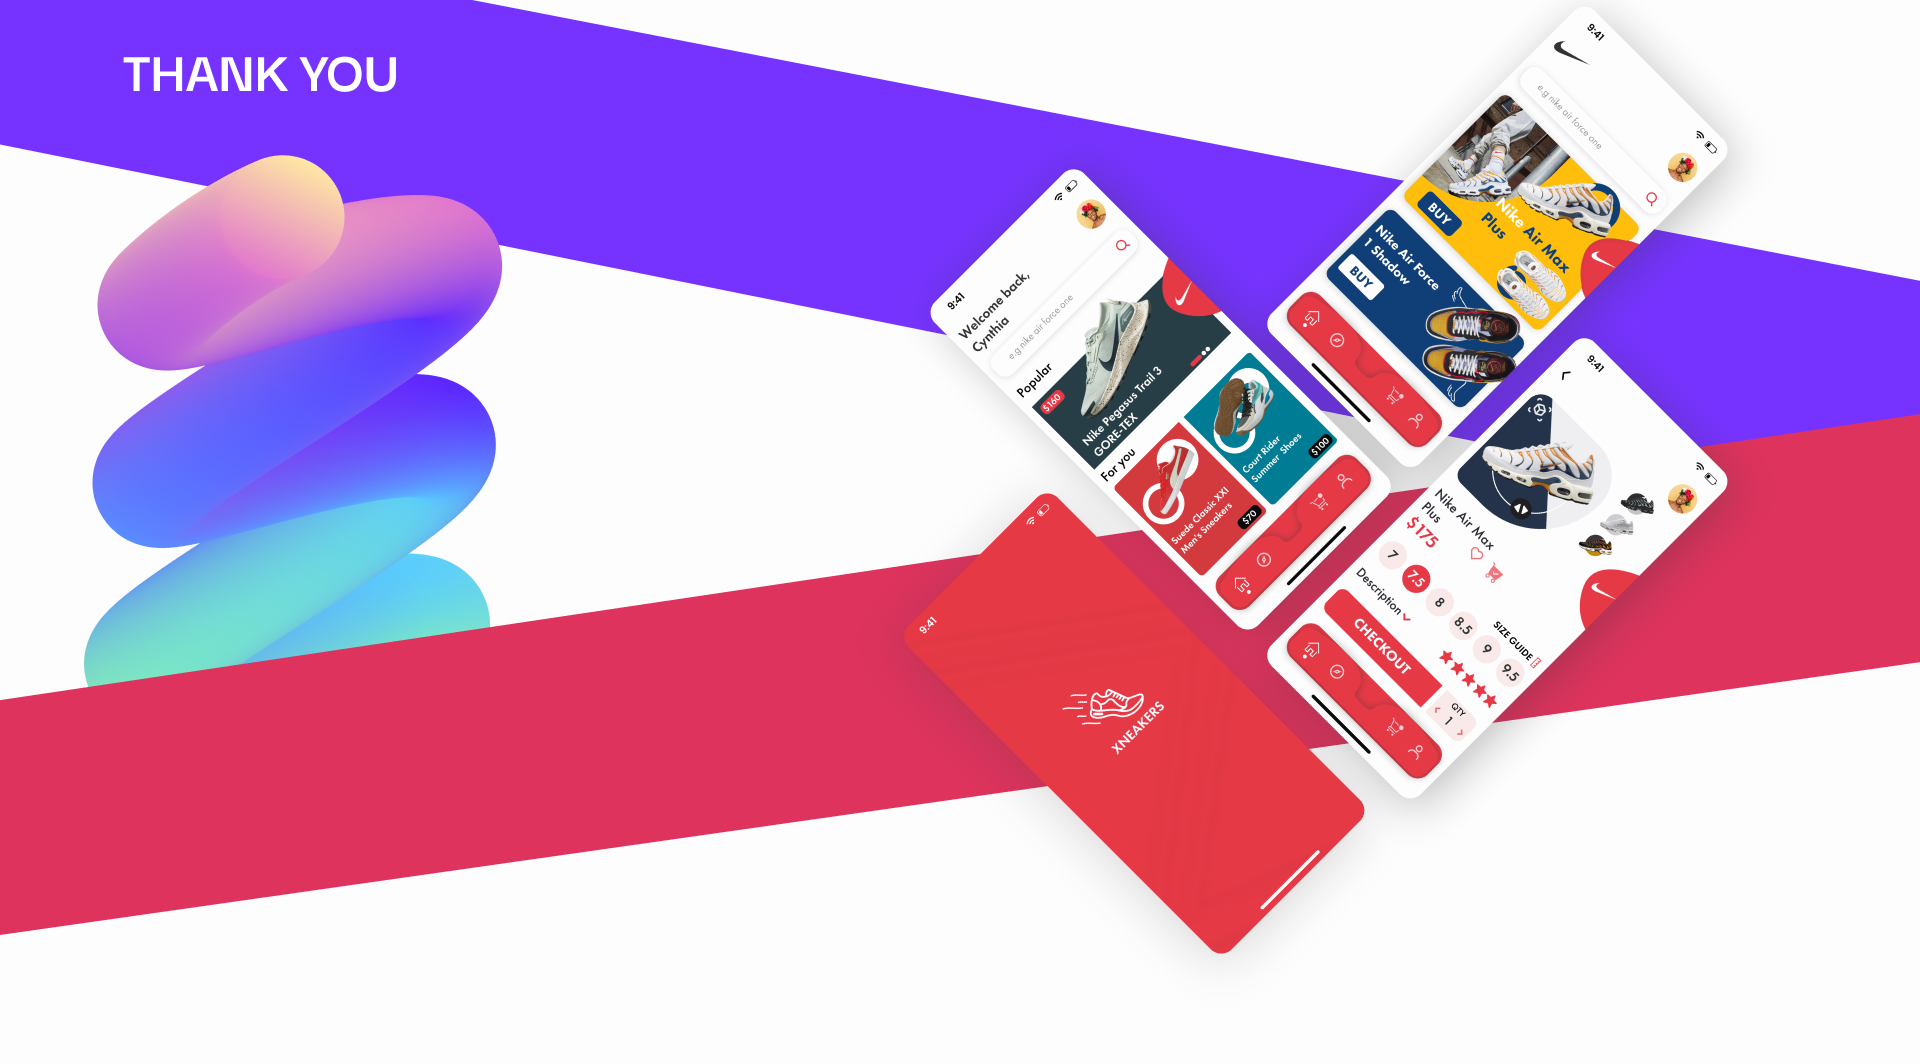 THANK YOU
9:41
Welcome back,
Cynthia
e.g nike air force one
Popular
$160
Nike Pegasus Trail 3
GORE-TEX
For you
Suede Classic XXI
Men's Sneakers
$70
Court Rider
Summer Shoes
$100
9:41
e.g nike air force one
BUY
Nike Air Max
Plus
Nike Air Force
1 Shadow
BUY
9:41
XNEAKERS
9:41
Nike Air Max
Plus
$175
7
7.5
8
8.5
9
9.5
SIZE GUIDE
Description
CHECKOUT
QTY
1